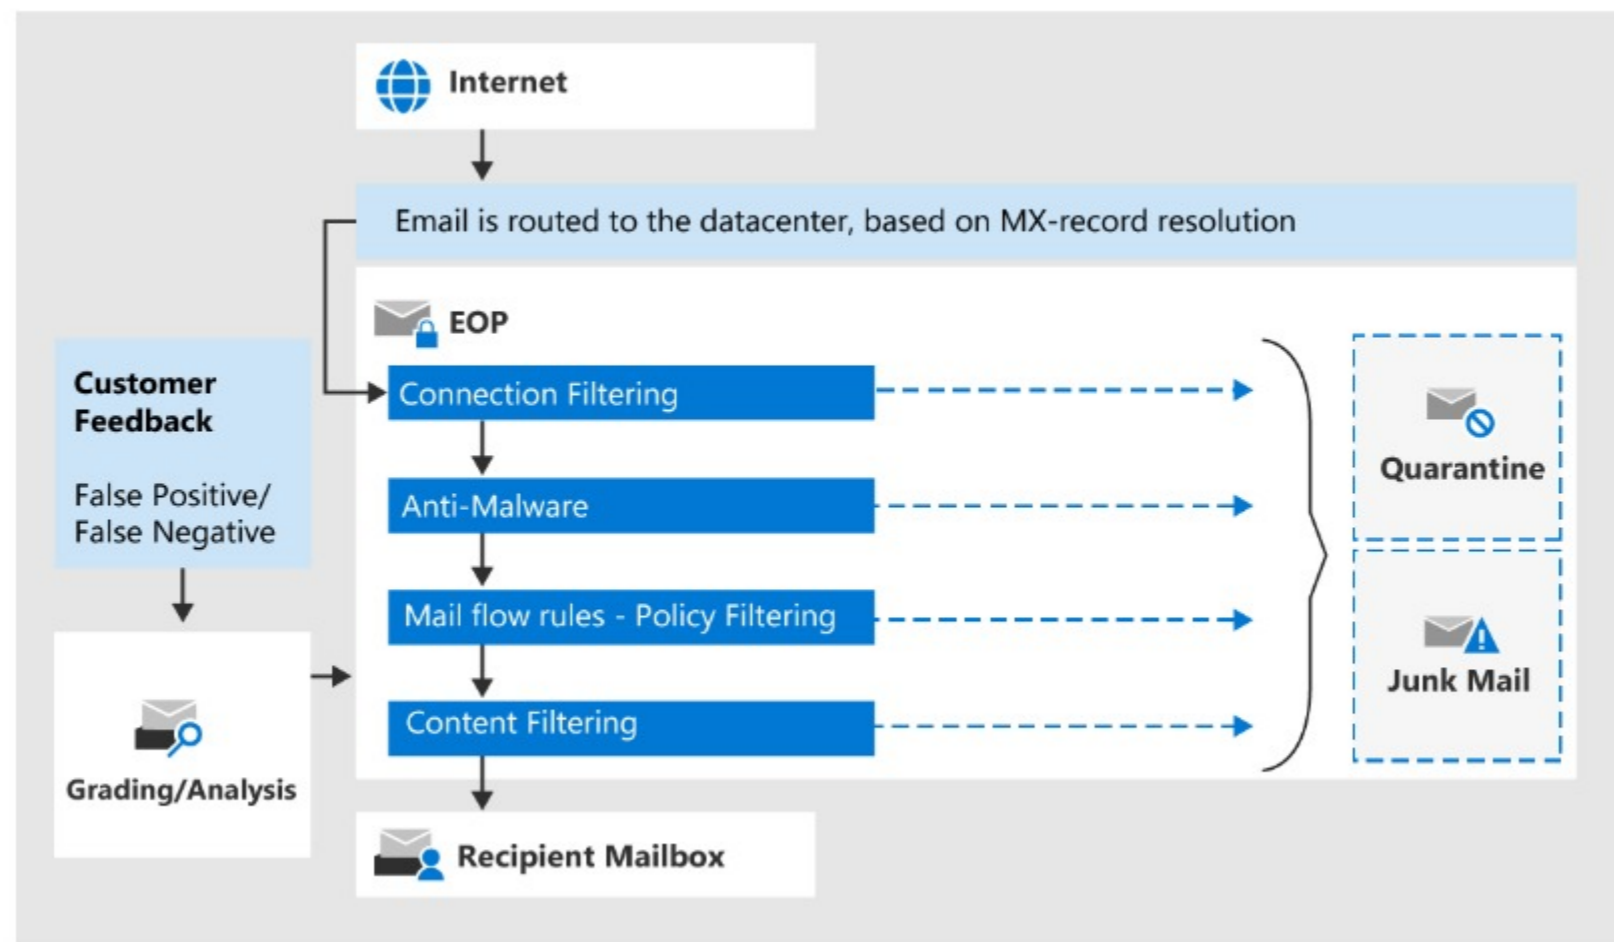 Internet
Email is routed to the datacenter, based on MX-record resolution
EOP
Customer
Feedback
False Positive/
False Negative
Grading/Analysis
Connection Filtering
Anti-Malware
Mail flow rules - Policy Filtering
Content Filtering
Quarantine
Junk Mail
Recipient Mailbox